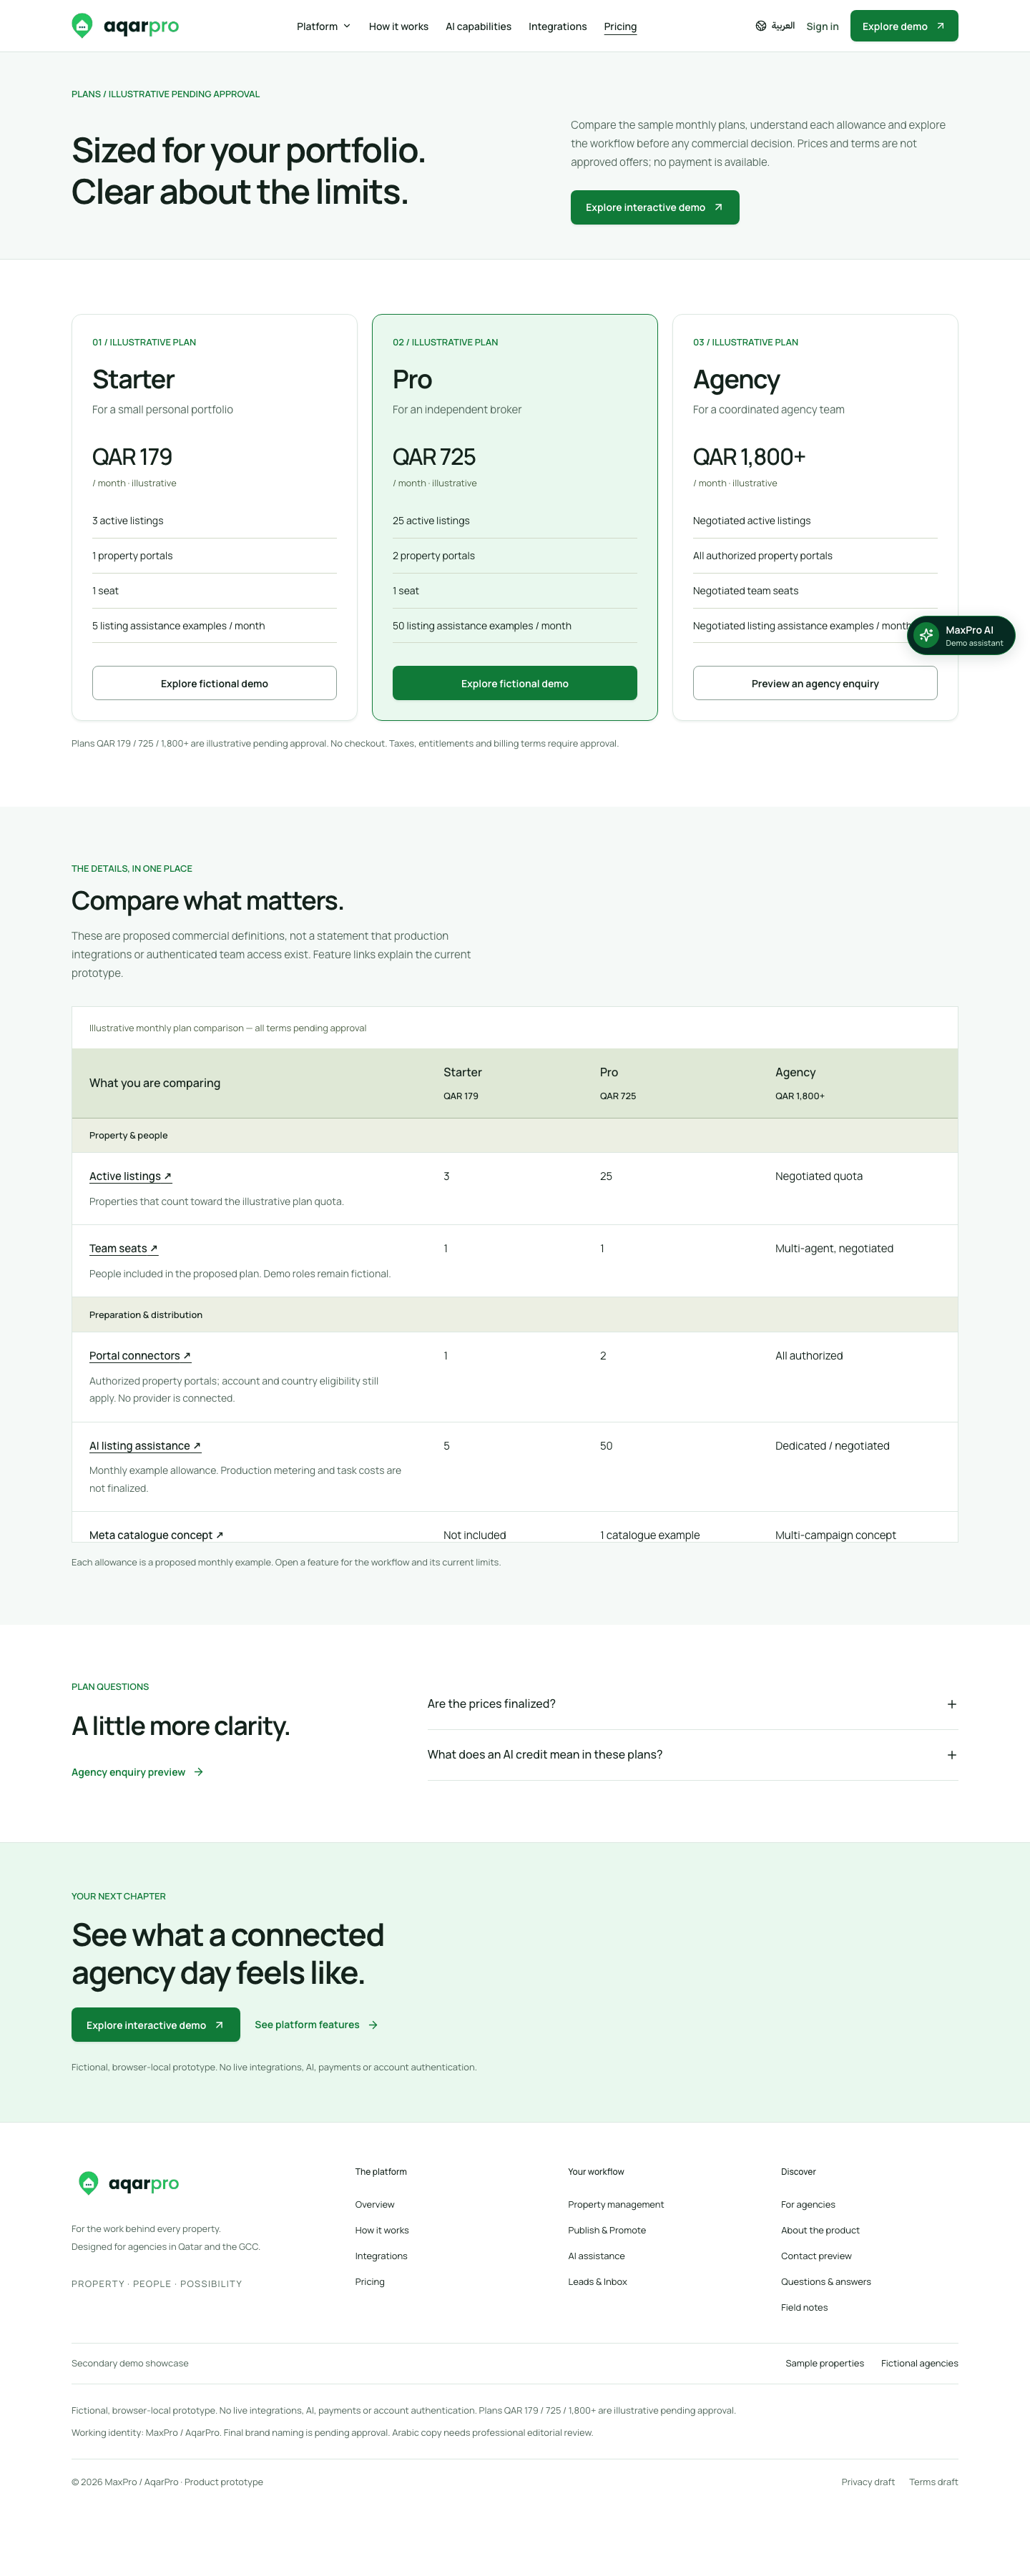 aqarpro
Platform
How it works
AI capabilities
Integrations
Pricing
العربية
Sign in
Explore demo
PLANS / ILLUSTRATIVE PENDING APPROVAL
Sized for your portfolio.
Clear about the limits.
Compare the sample monthly plans, understand each allowance and explore
the workflow before any commercial decision. Prices and terms are not
approved offers; no payment is available.
Explore interactive demo
01 / ILLUSTRATIVE PLAN
Starter
For a small personal portfolio
QAR 179
/ month · illustrative
3 active listings
1 property portals
1 seat
5 listing assistance examples / month
Explore fictional demo
02 / ILLUSTRATIVE PLAN
Pro
For an independent broker
QAR 725
/ month · illustrative
25 active listings
2 property portals
1 seat
50 listing assistance examples / month
Explore fictional demo
03 / ILLUSTRATIVE PLAN
Agency
For a coordinated agency team
QAR 1,800+
/ month · illustrative
Negotiated active listings
All authorized property portals
Negotiated team seats
Negotiated listing assistance examples / month
Preview an agency enquiry
MaxPro AI
Demo assistant
Plans QAR 179 / 725 / 1,800+ are illustrative pending approval. No checkout. Taxes, entitlements and billing terms require approval.
THE DETAILS, IN ONE PLACE
Compare what matters.
These are proposed commercial definitions, not a statement that production
integrations or authenticated team access exist. Feature links explain the current
prototype.
Illustrative monthly plan comparison — all terms pending approval
What you are comparing
Starter
QAR 179
Pro
QAR 725
Agency
QAR 1,800+
Property & people
Active listings ↗
3
25
Negotiated quota
Properties that count toward the illustrative plan quota.
Team seats ↗
1
1
Multi-agent, negotiated
People included in the proposed plan. Demo roles remain fictional.
Preparation & distribution
Portal connectors ↗
1
2
All authorized
Authorized property portals; account and country eligibility still
apply. No provider is connected.
AI listing assistance ↗
5
50
Dedicated / negotiated
Monthly example allowance. Production metering and task costs are
not finalized.
Meta catalogue concept ↗
Not included
1 catalogue example
Multi-campaign concept
Each allowance is a proposed monthly example. Open a feature for the workflow and its current limits.
PLAN QUESTIONS
A little more clarity.
Agency enquiry preview
Are the prices finalized?
What does an AI credit mean in these plans?
YOUR NEXT CHAPTER
See what a connected
agency day feels like.
Explore interactive demo
See platform features
Fictional, browser-local prototype. No live integrations, AI, payments or account authentication.
aqarpro
For the work behind every property.
Designed for agencies in Qatar and the GCC.
PROPERTY · PEOPLE · POSSIBILITY
The platform
Overview
How it works
Integrations
Pricing
Your workflow
Property management
Publish & Promote
AI assistance
Leads & Inbox
Discover
For agencies
About the product
Contact preview
Questions & answers
Field notes
Secondary demo showcase
Sample properties
Fictional agencies
Fictional, browser-local prototype. No live integrations, AI, payments or account authentication. Plans QAR 179 / 725 / 1,800+ are illustrative pending approval.
Working identity: MaxPro / AqarPro. Final brand naming is pending approval. Arabic copy needs professional editorial review.
© 2026 MaxPro / AqarPro · Product prototype
Privacy draft
Terms draft